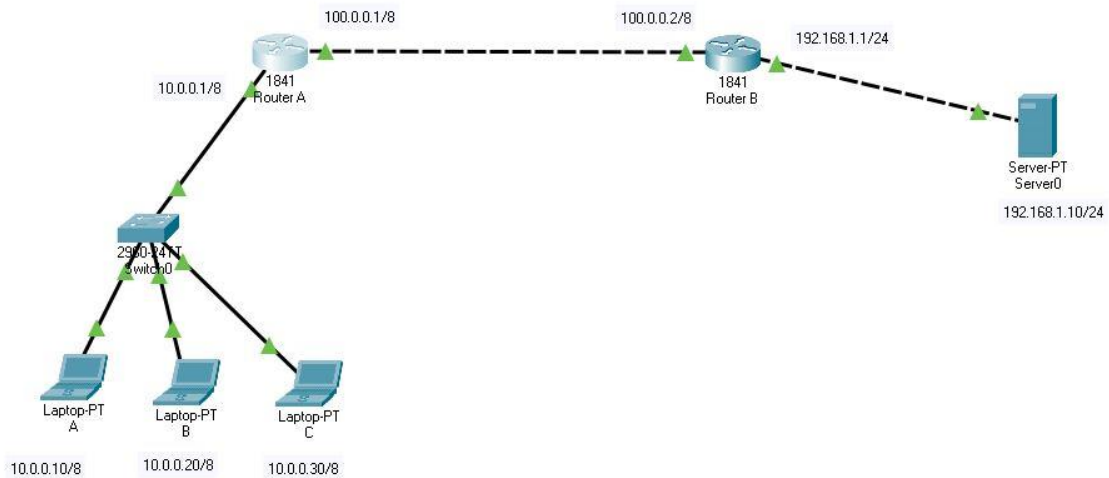 100.0.0.1/8
100.0.0.2/8
192.168.1.1/24
1841
Router A
1841
Router B
10.0.0.1/8
Server-PT
Server0
192.168.1.10/24
2960-24TT
Switch0
Laptop-PT
A
Laptop-PT
B
Laptop-PT
C
10.0.0.10/8
10.0.0.20/8
10.0.0.30/8